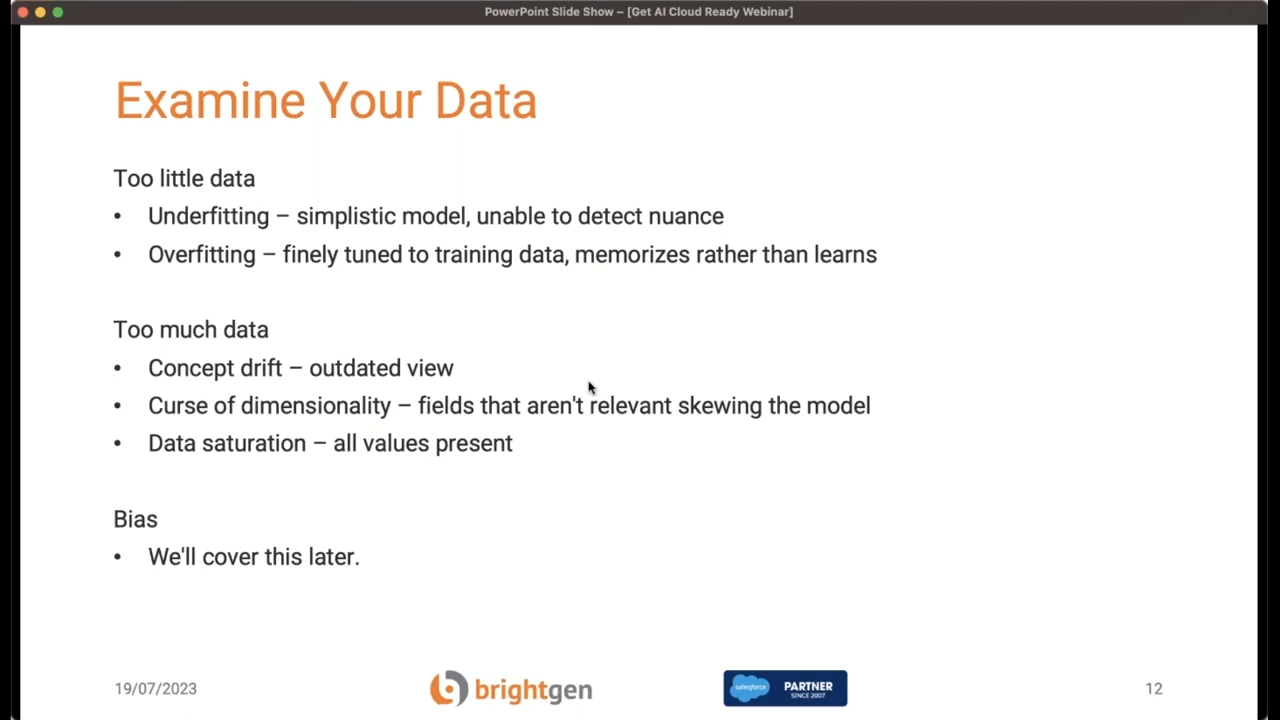 PowerPoint Slide Show – [Get AI Cloud Ready Webinar]
Examine Your Data
Too little data
• Underfitting – simplistic model, unable to detect nuance
• Overfitting – finely tuned to training data, memorizes rather than learns
Too much data
• Concept drift – outdated view
• Curse of dimensionality – fields that aren't relevant skewing the model
• Data saturation – all values present
Bias
• We'll cover this later.
19/07/2023
brightgen
salesforce
PARTNER
SINCE 2007
12